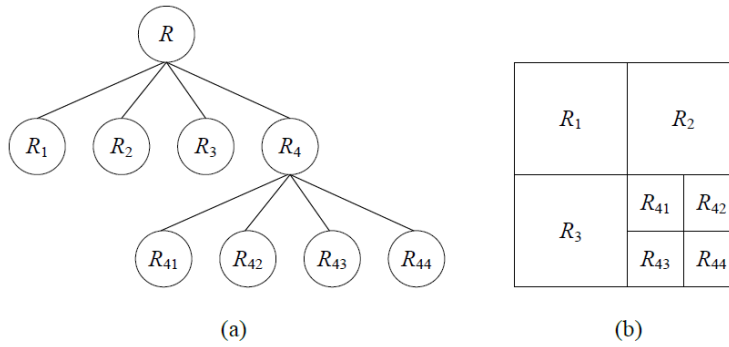 R
R₁ R₂ R₃ R₄
R₄₁ R₄₂ R₄₃ R₄₄
(a)
R₁ R₂
R₃
R₄₁ R₄₂
R₄₃ R₄₄
(b)